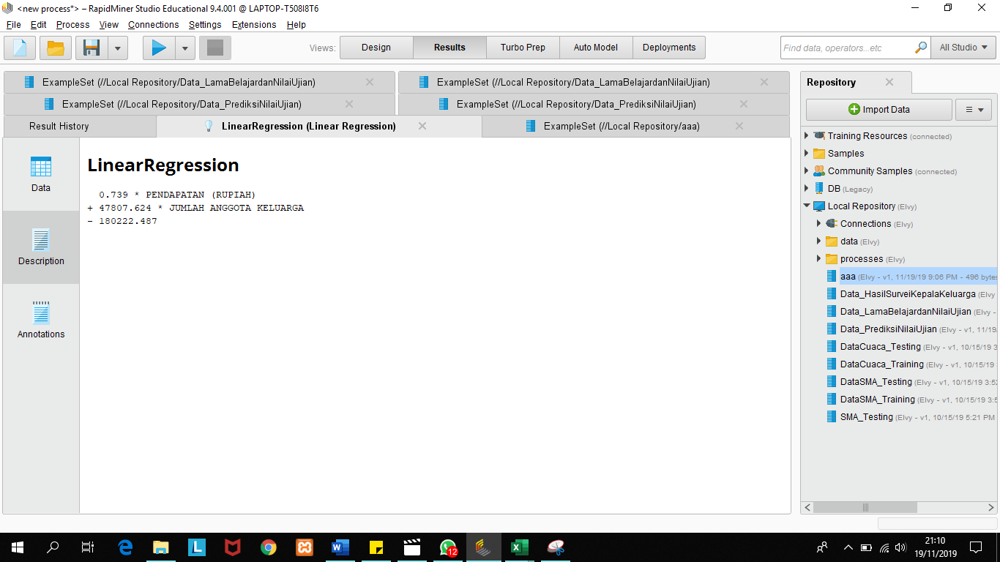 <new process*> – RapidMiner Studio Educational 9.4.001 @ LAPTOP-T508I8T6
File Edit Process View Connections Settings Extensions Help
Views: Design Results Turbo Prep Auto Model Deployments Find data, operators...etc All Studio
ExampleSet (//Local Repository/Data_LamaBelajardanNilaiUjian) ExampleSet (//Local Repository/Data_LamaBelajardanNilaiUjian)
ExampleSet (//Local Repository/Data_PrediksiNilaiUjian) ExampleSet (//Local Repository/Data_PrediksiNilaiUjian)
Result History LinearRegression (Linear Regression) ExampleSet (//Local Repository/aaa)
Data
Description
Annotations
LinearRegression
0.739 * PENDAPATAN (RUPIAH)
+ 47807.624 * JUMLAH ANGGOTA KELUARGA
- 180222.487
Repository
Import Data
Training Resources (connected)
Samples
Community Samples (connected)
DB (Legacy)
Local Repository (Elvy)
Connections (Elvy)
data (Elvy)
processes (Elvy)
aaa (Elvy - v1, 11/19/19 9:06 PM - 496 bytes
Data_HasilSurveiKepalaKeluarga (Elvy
Data_LamaBelajardanNilaiUjian (Elvy -
Data_PrediksiNilaiUjian (Elvy - v1, 11/19/
DataCuaca_Testing (Elvy - v1, 10/15/19 3
DataCuaca_Training (Elvy - v1, 10/15/19
DataSMA_Testing (Elvy - v1, 10/15/19 3:52
DataSMA_Training (Elvy - v1, 10/15/19 3:5
SMA_Testing (Elvy - v1, 10/15/19 5:21 PM
12
21:10
19/11/2019